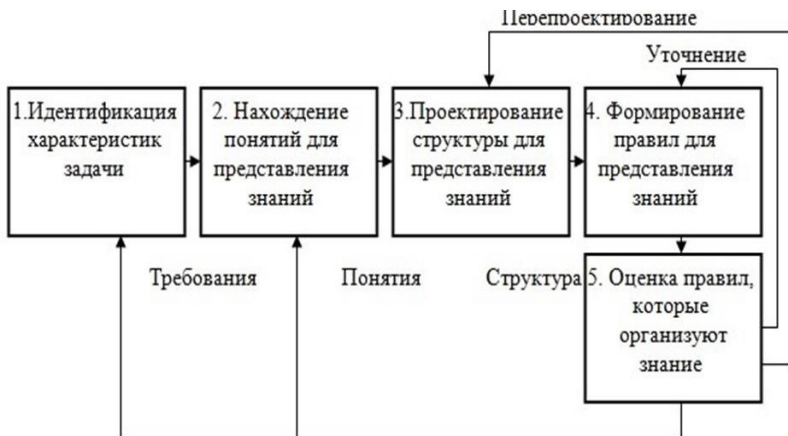 Перепроектирование
Уточнение
1.Идентификация
характеристик
задачи
2. Нахождение
понятий для
представления
знаний
3.Проектирование
структуры для
представления
знаний
4. Формирование
правил для
представления
знаний
Требования
Понятия
Структура
5. Оценка правил,
которые
организуют
знание